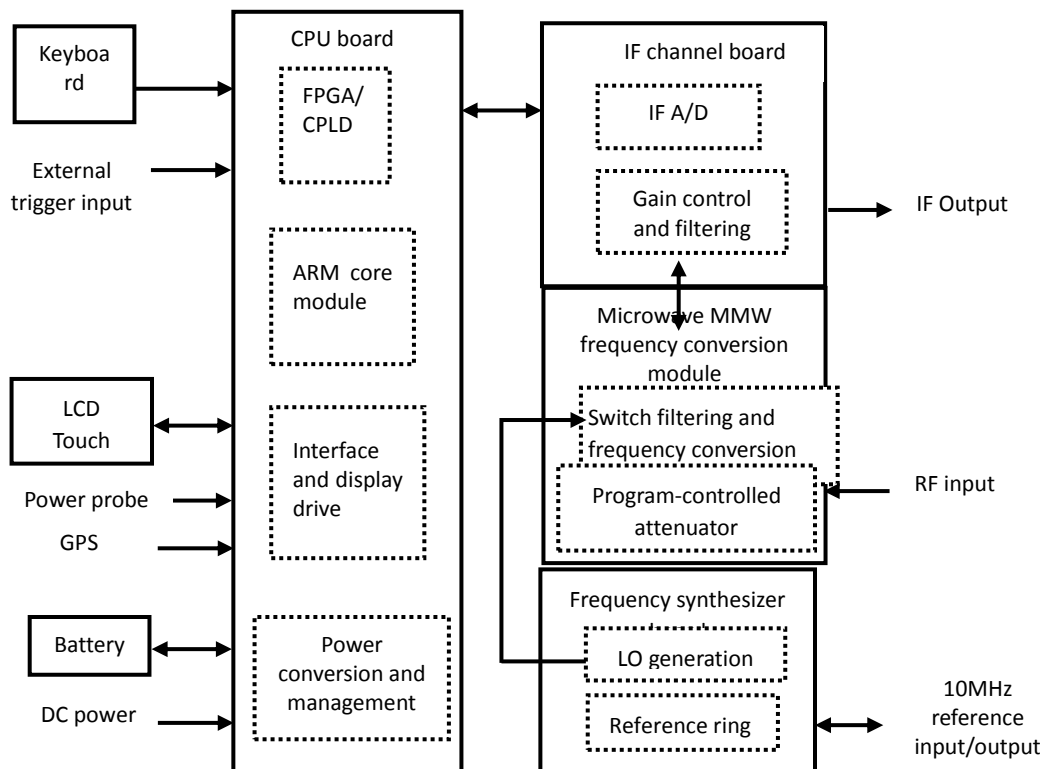 Keyboa
rd
External
trigger input
LCD
Touch
Power probe
GPS
Battery
DC power
CPU board
FPGA/
CPLD
ARM core
module
Interface
and display
drive
Power
conversion and
management
IF channel board
IF A/D
Gain control
and filtering
IF Output
Microwave MMW
frequency conversion
module
Switch filtering and
frequency conversion
Program-controlled
attenuator
RF input
Frequency synthesizer
LO generation
Reference ring
10MHz
reference
input/output